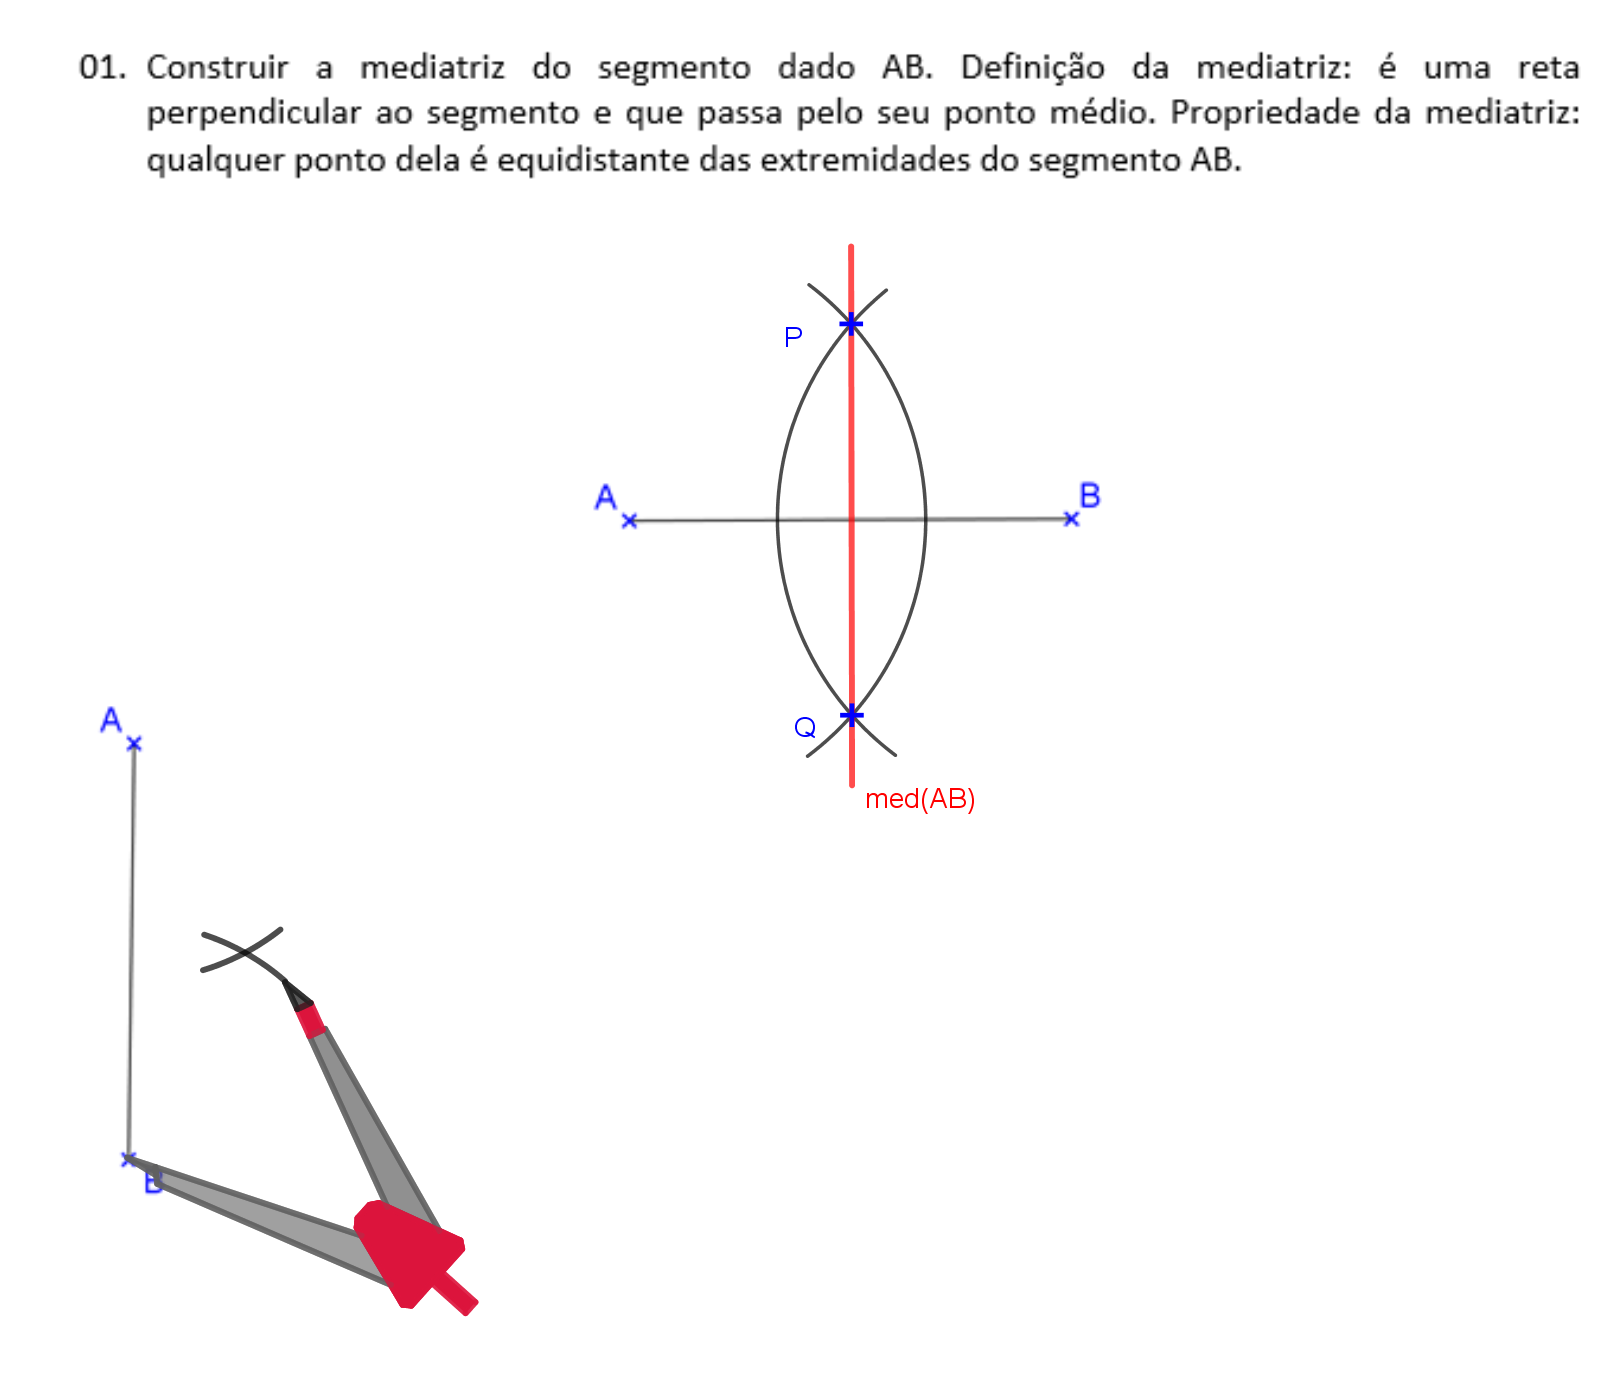 01. Construir a mediatriz do segmento dado AB. Definição da mediatriz: é uma reta
perpendicular ao segmento e que passa pelo seu ponto médio. Propriedade da mediatriz:
qualquer ponto dela é equidistante das extremidades do segmento AB.
P
A
B
Q
med(AB)
A
B